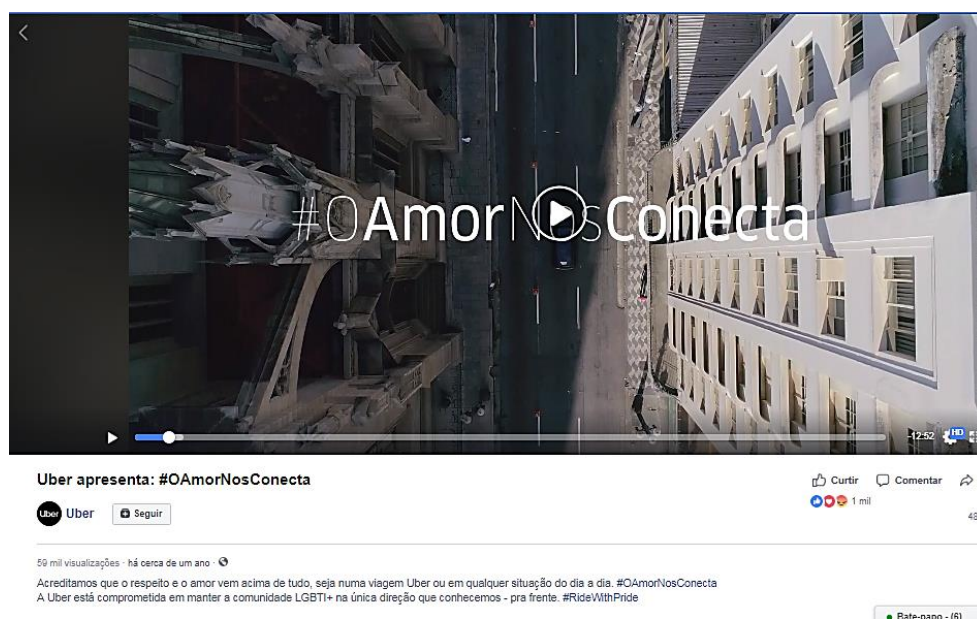 #OAmorNosConecta
-12:52 HD
Uber apresenta: #OAmorNosConecta
Curtir Comentar
Uber Uber Seguir
1 mil
48
59 mil visualizações · há cerca de um ano ·
Acreditamos que o respeito e o amor vem acima de tudo, seja numa viagem Uber ou em qualquer situação do dia a dia. #OAmorNosConecta
A Uber está comprometida em manter a comunidade LGBTI+ na única direção que conhecemos - pra frente. #RideWithPride
Bate-papo - (6)